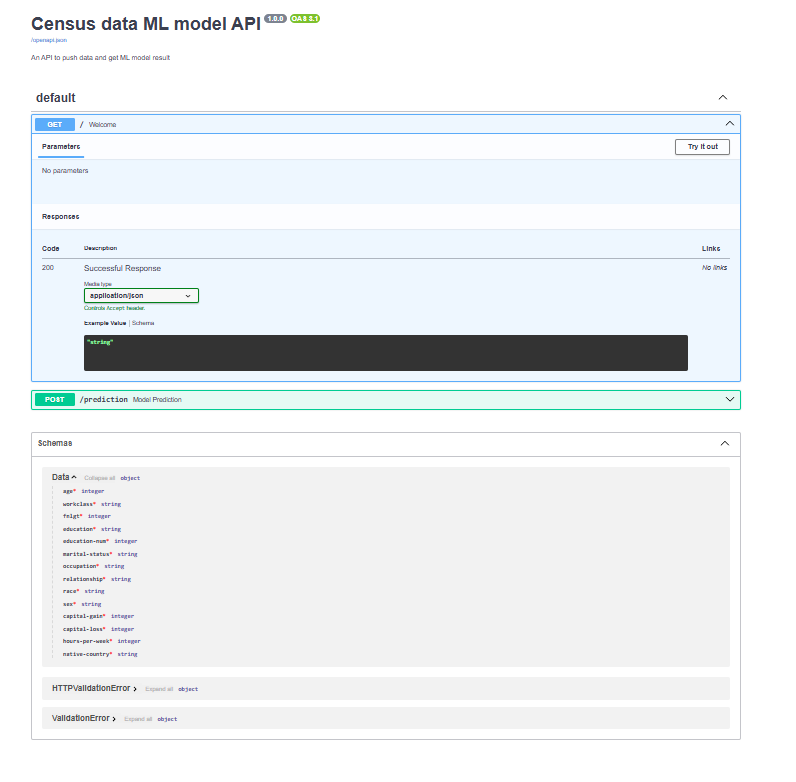 Census data ML model API 1.0.0 OAS 3.1
/openapi.json
An API to push data and get ML model result
default
GET / Welcome
Parameters Try it out
No parameters
Responses
Code Description Links
200 Successful Response No links
Media type
application/json
Controls Accept header.
Example Value | Schema
"string"
POST /prediction Model Prediction
Schemas
Data Collapse all object
age* integer
workclass* string
fnlgt* integer
education* string
education-num* integer
marital-status* string
occupation* string
relationship* string
race* string
sex* string
capital-gain* integer
capital-loss* integer
hours-per-week* integer
native-country* string
HTTPValidationError Expand all object
ValidationError Expand all object